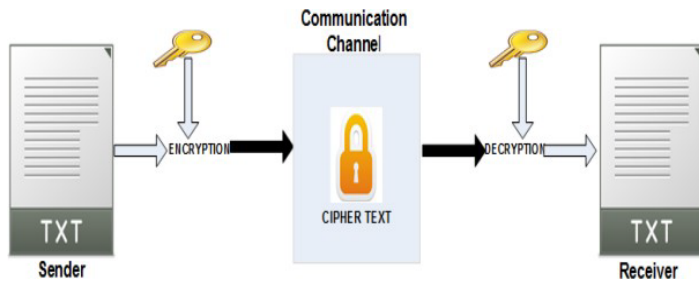 Communication
Channel
ENCRYPTION
DECRYPTION
CIPHER TEXT
TXT
TXT
Sender
Receiver